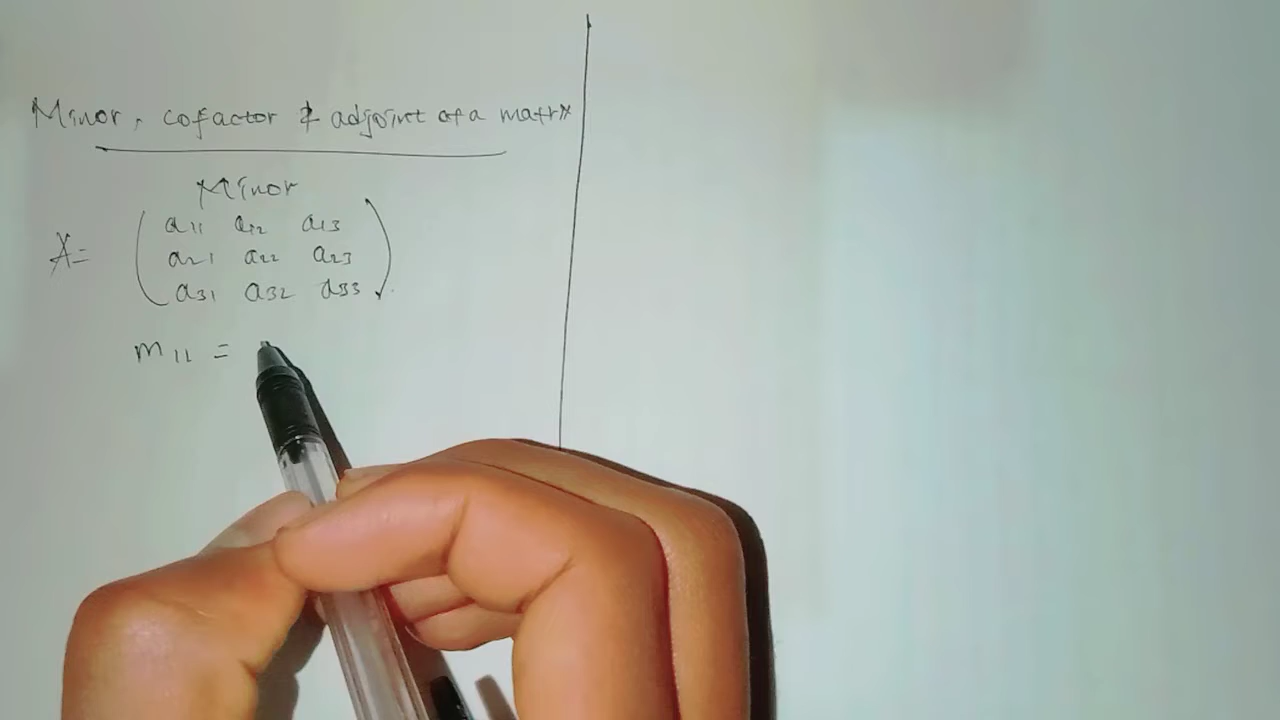 Minor, cofactor & adjoint of a matrix
Minor
a11 a12 a13
A= a21 a22 a23
a31 a32 a33
m11 =